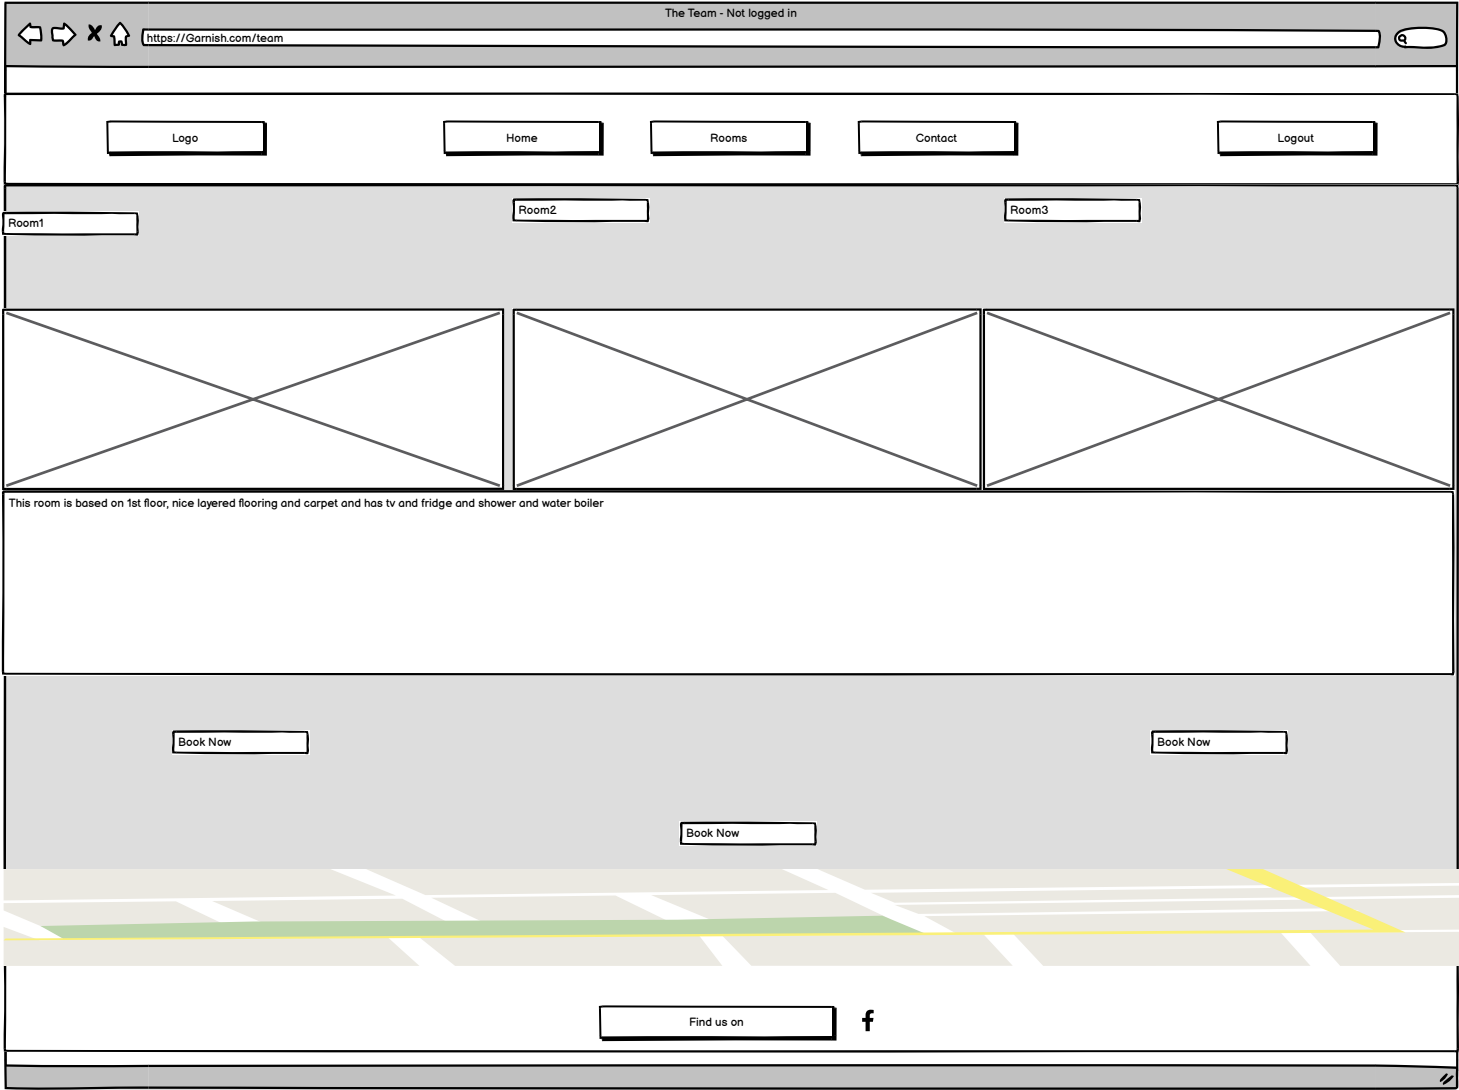 The Team - Not logged in
https://Garnish.com/team
Logo
Home
Rooms
Contact
Logout
Room1
Room2
Room3
This room is based on 1st floor, nice layered flooring and carpet and has tv and fridge and shower and water boiler
Book Now
Book Now
Book Now
Find us on